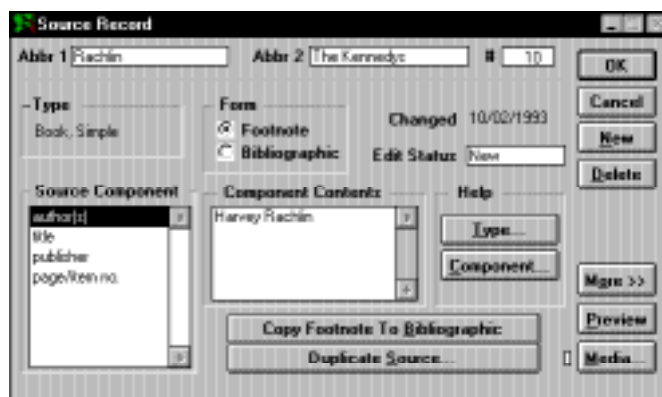 Source Record
Abbr 1 Rachlin Abbr 2 The Kennedys # 10
OK
Type
Book, Simple
Form
Footnote
Bibliographic
Changed 10/02/1993
Edit Status New
Cancel
New
Delete
Source Component
author(s)
title
publisher
page/item no.
Component Contents
Harvey Rachlin
Help
Type...
Component...
Copy Footnote To Bibliographic
Duplicate Source...
More >>
Preview
Media...